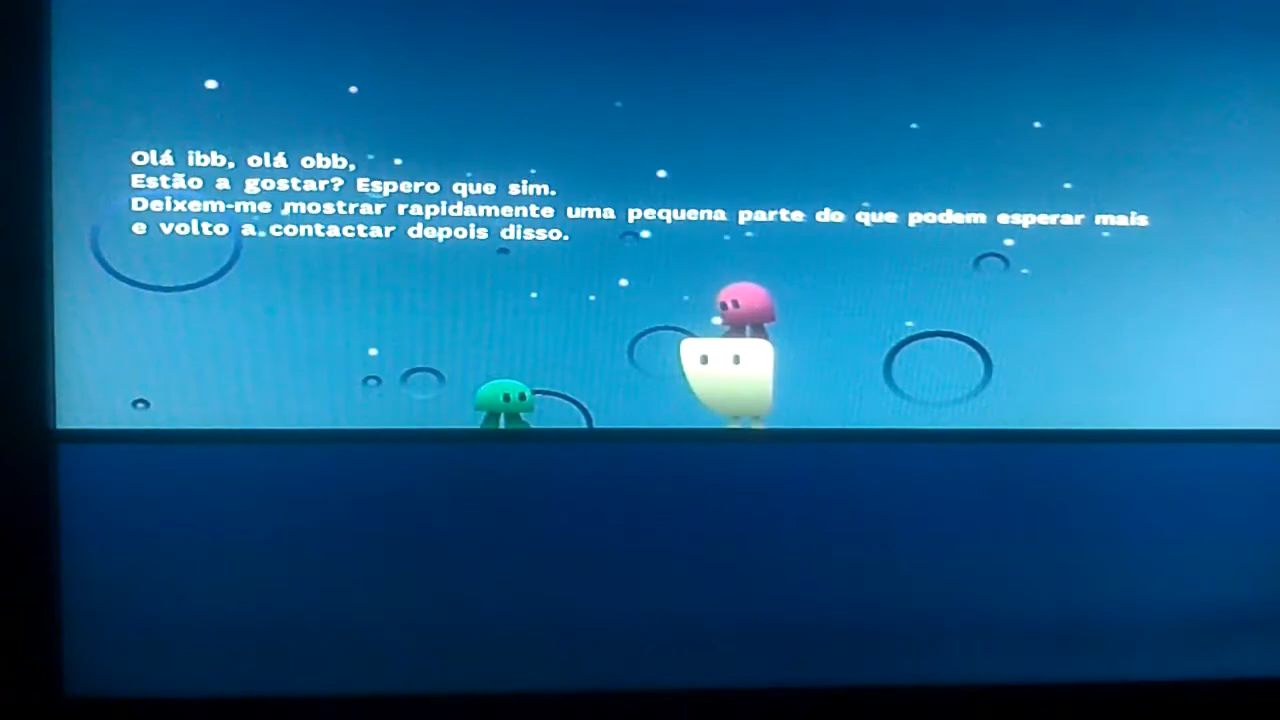 Olá ibb, olá obb,
Estão a gostar? Espero que sim.
Deixem-me mostrar rapidamente uma pequena parte do que podem esperar mais
e volto a contactar depois disso.